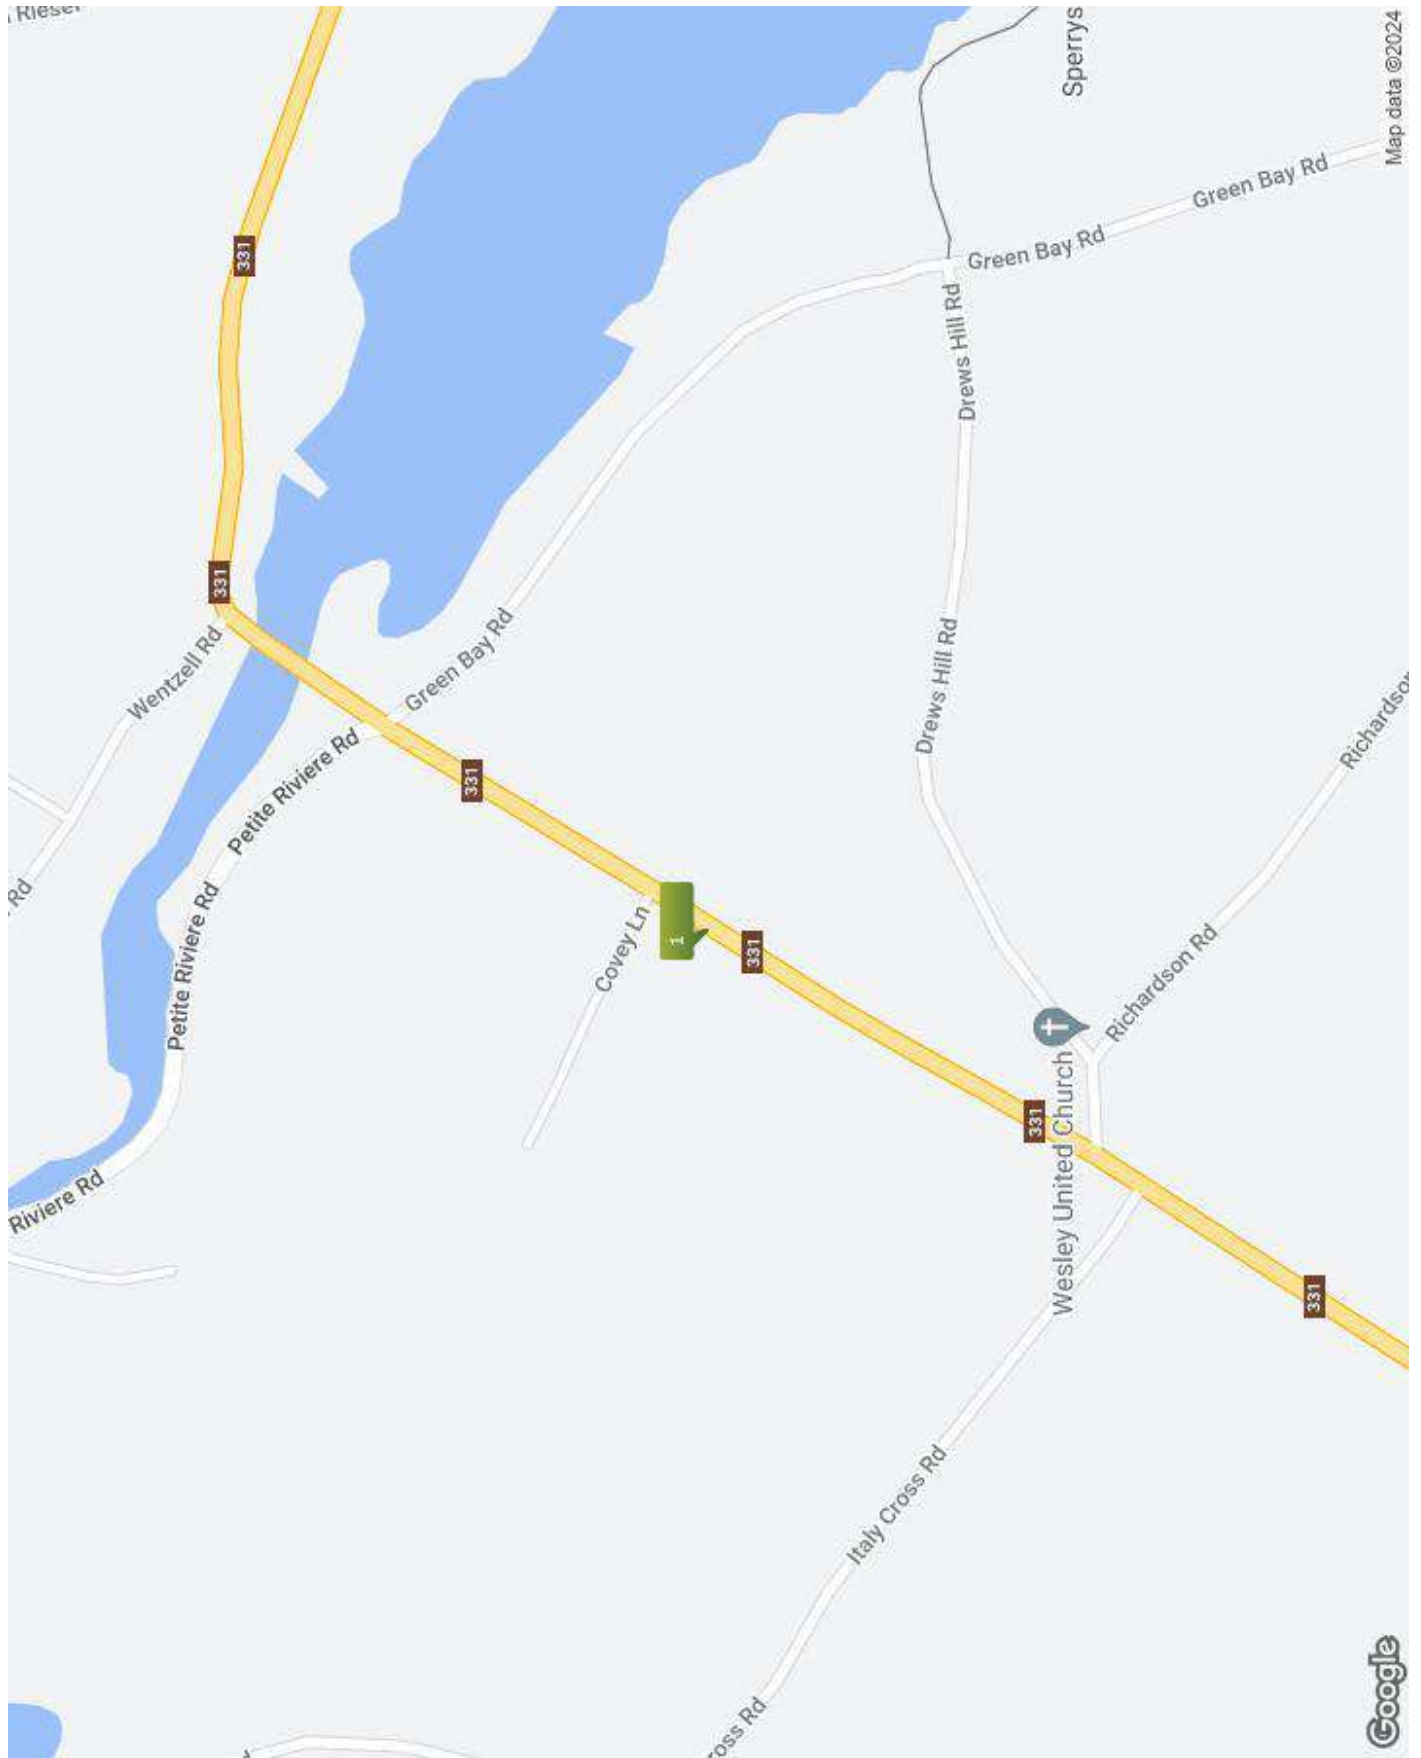 Riviere Rd
Rd
Wentzell Rd
Petite Riviere Rd
331
331
Petite Riviere Rd
Green Bay Rd
331
Covey Ln
1
ross Rd
331
Italy Cross Rd
Drews Hill Rd
Drews Hill Rd
331
Green Bay Rd
Wesley United Church
Sperrys
Richardson Rd
Green Bay Rd
331
Richardson
Google
Map data ©2024